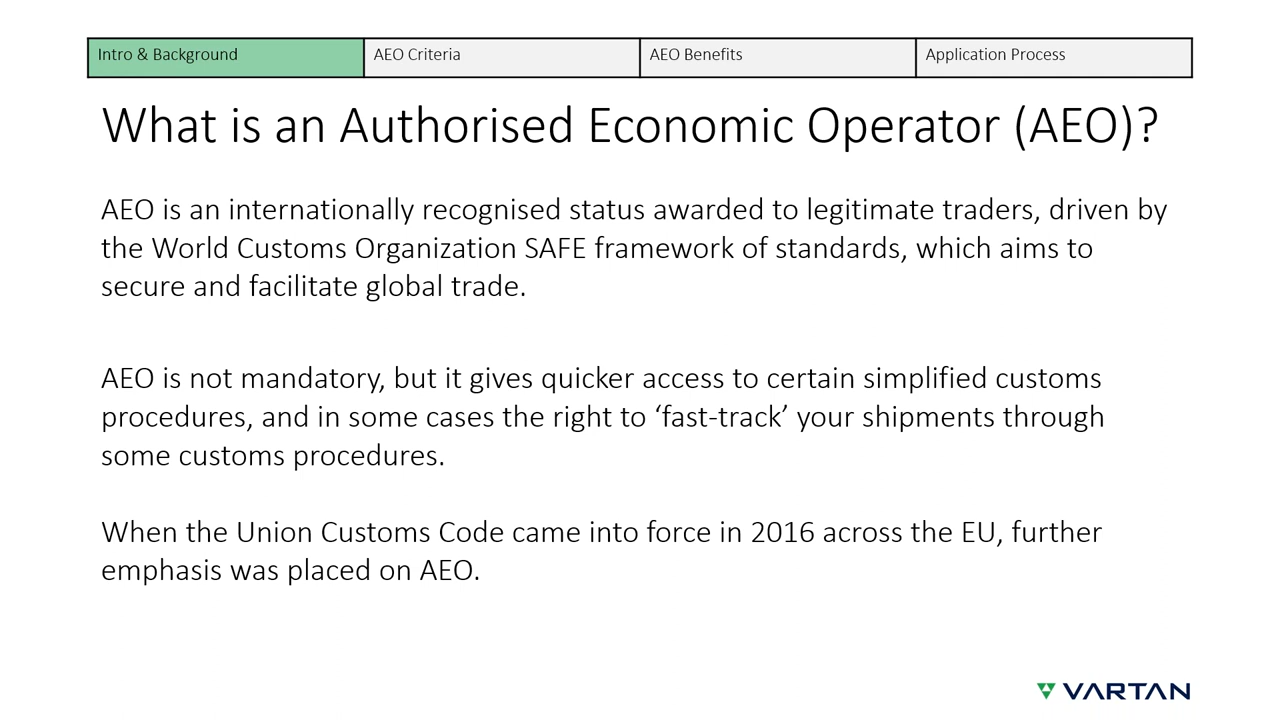 Intro & Background
AEO Criteria
AEO Benefits
Application Process
What is an Authorised Economic Operator (AEO)?
AEO is an internationally recognised status awarded to legitimate traders, driven by
the World Customs Organization SAFE framework of standards, which aims to
secure and facilitate global trade.
AEO is not mandatory, but it gives quicker access to certain simplified customs
procedures, and in some cases the right to ‘fast-track’ your shipments through
some customs procedures.
When the Union Customs Code came into force in 2016 across the EU, further
emphasis was placed on AEO.
VARTAN